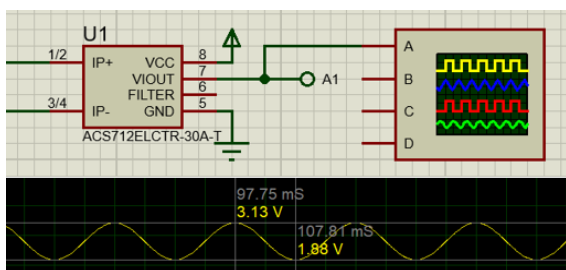 U1
1/2 IP+ VCC 8
VIOUT 7
FILTER 6
3/4 IP- GND 5
ACS712ELCTR-30A-T
A1
A
B
C
D
97.75 mS
3.13 V
107.81 mS
1.88 V